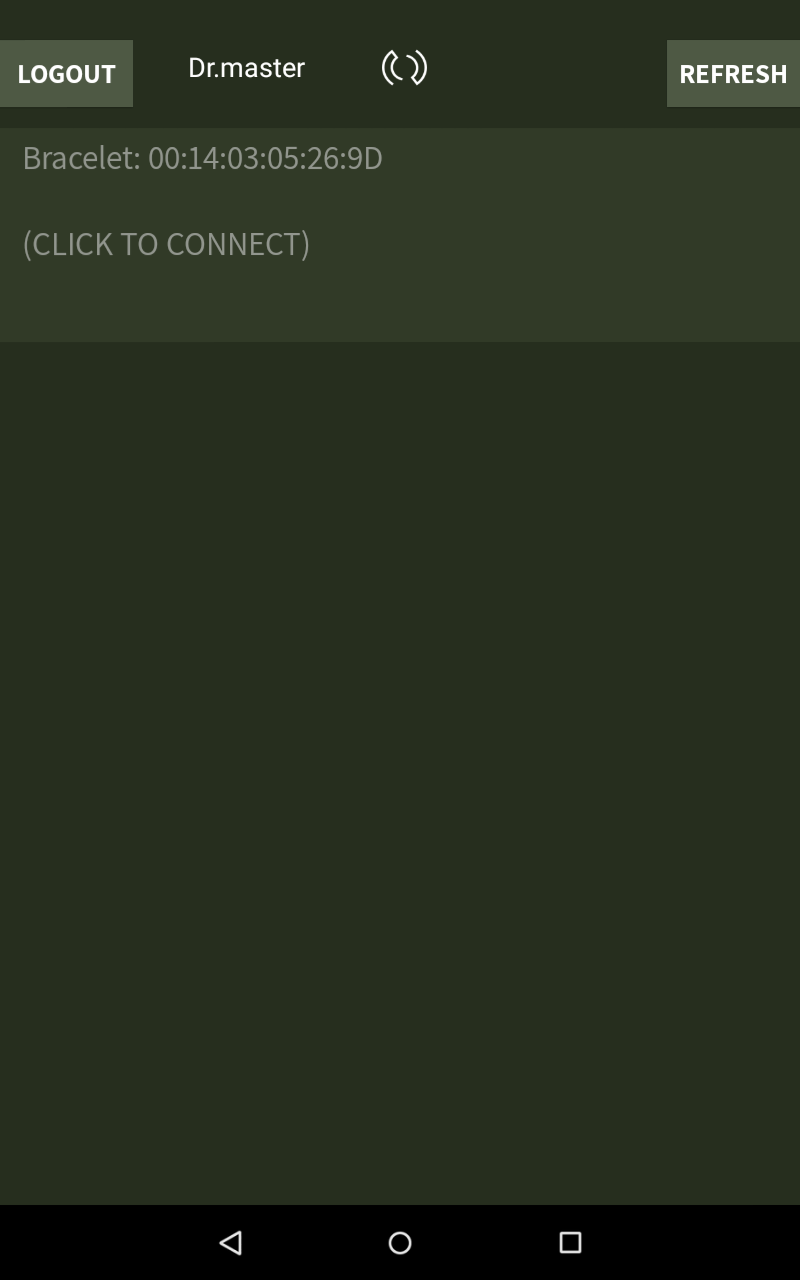 LOGOUT
Dr.master
REFRESH
Bracelet: 00:14:03:05:26:9D
(CLICK TO CONNECT)